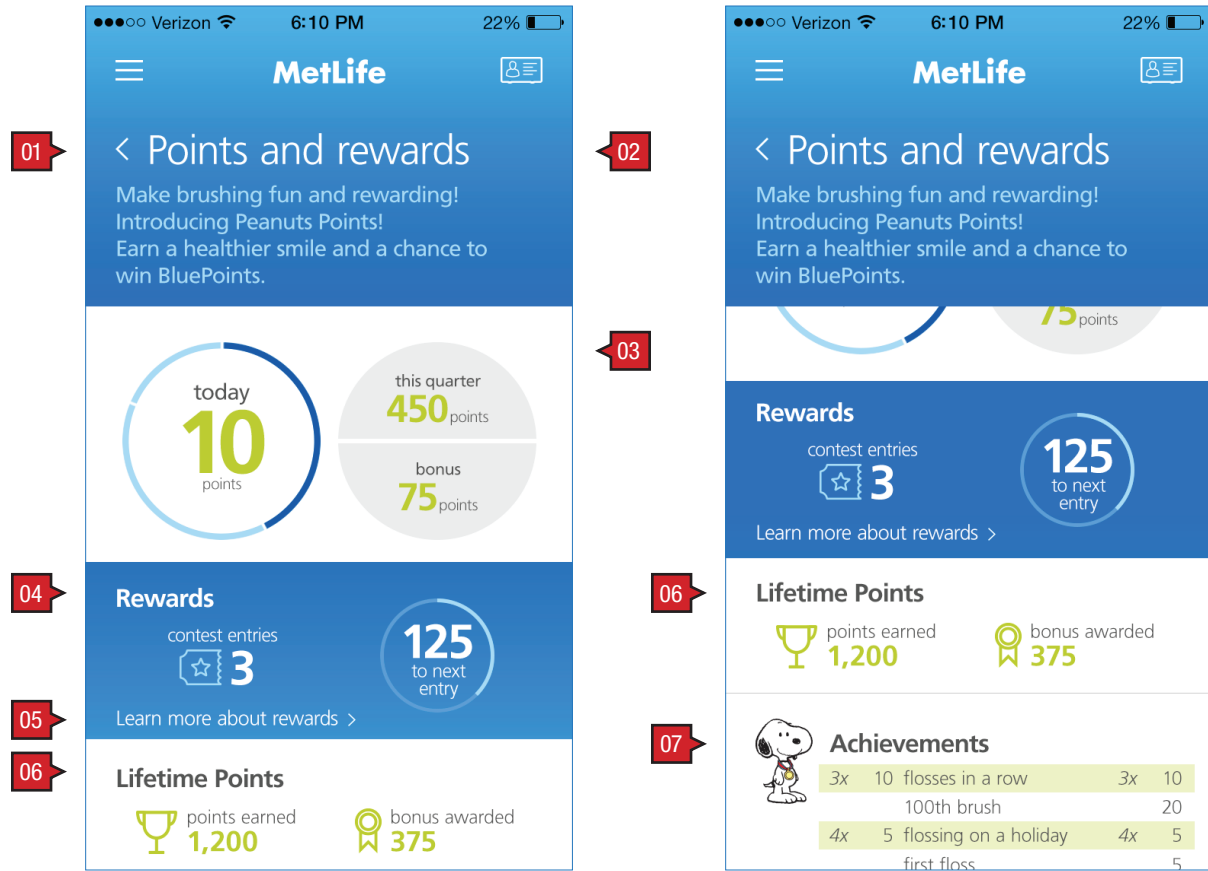 Verizon 6:10 PM 22%
MetLife
01
< Points and rewards
02
Make brushing fun and rewarding!
Introducing Peanuts Points!
Earn a healthier smile and a chance to
win BluePoints.
03
today
10
points
this quarter
450 points
bonus
75 points
04
Rewards
contest entries
3
125
to next
entry
05
Learn more about rewards >
06
Lifetime Points
points earned
1,200
bonus awarded
375
Verizon 6:10 PM 22%
MetLife
< Points and rewards
Make brushing fun and rewarding!
Introducing Peanuts Points!
Earn a healthier smile and a chance to
win BluePoints.
75 points
Rewards
contest entries
3
125
to next
entry
Learn more about rewards >
06
Lifetime Points
points earned
1,200
bonus awarded
375
07
Achievements
3x 10 flosses in a row 3x 10
100th brush 20
4x 5 flossing on a holiday 4x 5
first floss 5